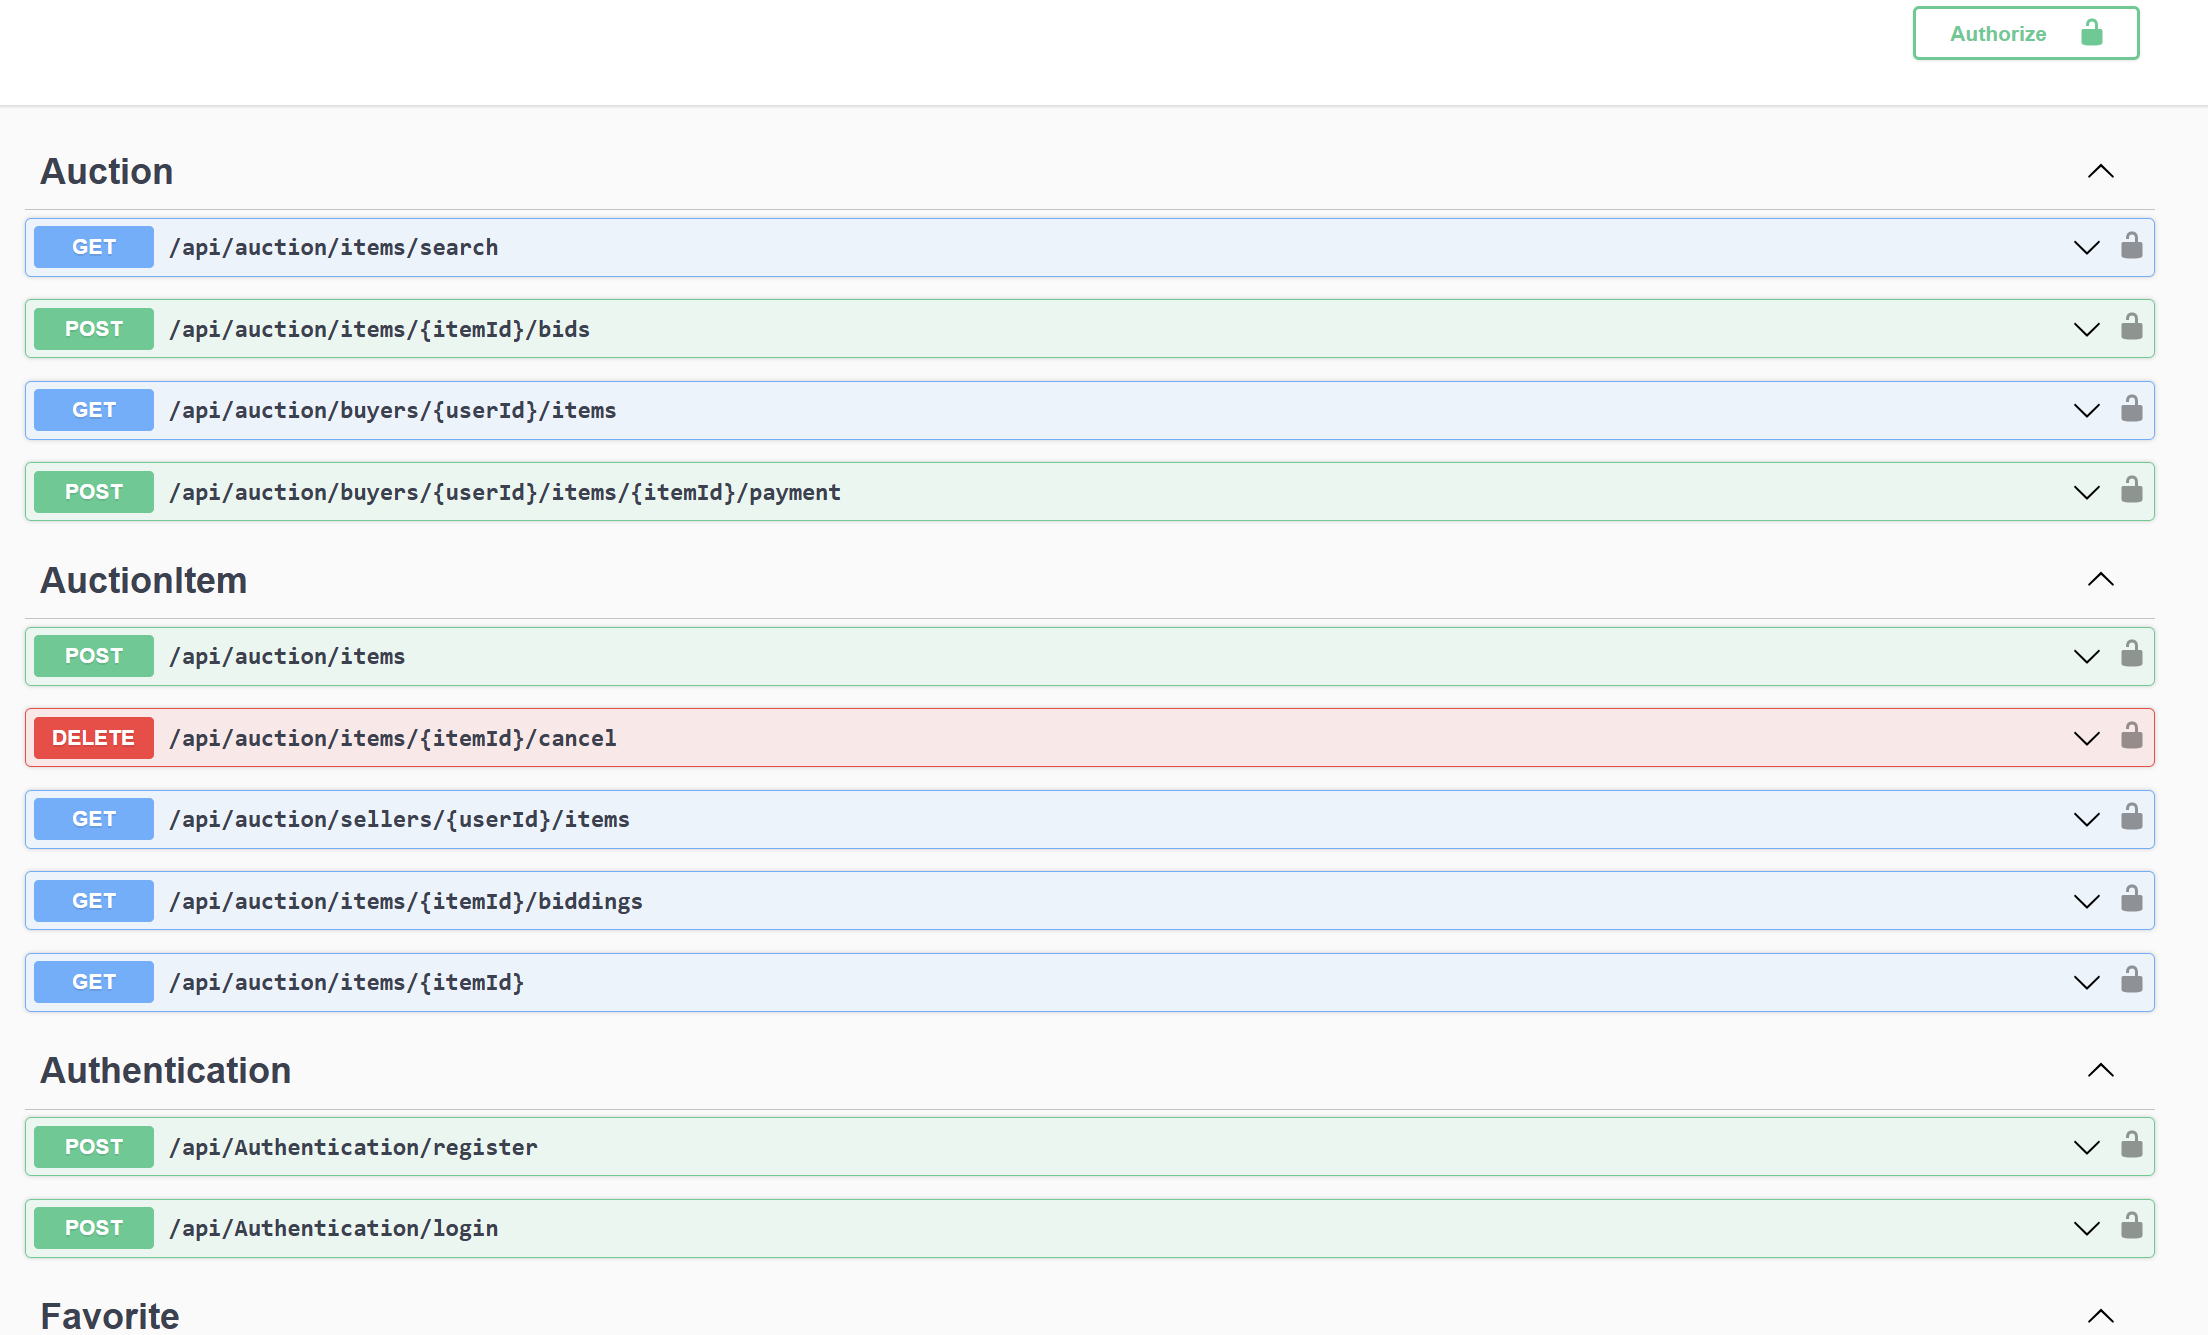 Authorize
Auction
GET /api/auction/items/search
POST /api/auction/items/{itemId}/bids
GET /api/auction/buyers/{userId}/items
POST /api/auction/buyers/{userId}/items/{itemId}/payment
AuctionItem
POST /api/auction/items
DELETE /api/auction/items/{itemId}/cancel
GET /api/auction/sellers/{userId}/items
GET /api/auction/items/{itemId}/biddings
GET /api/auction/items/{itemId}
Authentication
POST /api/Authentication/register
POST /api/Authentication/login
Favorite